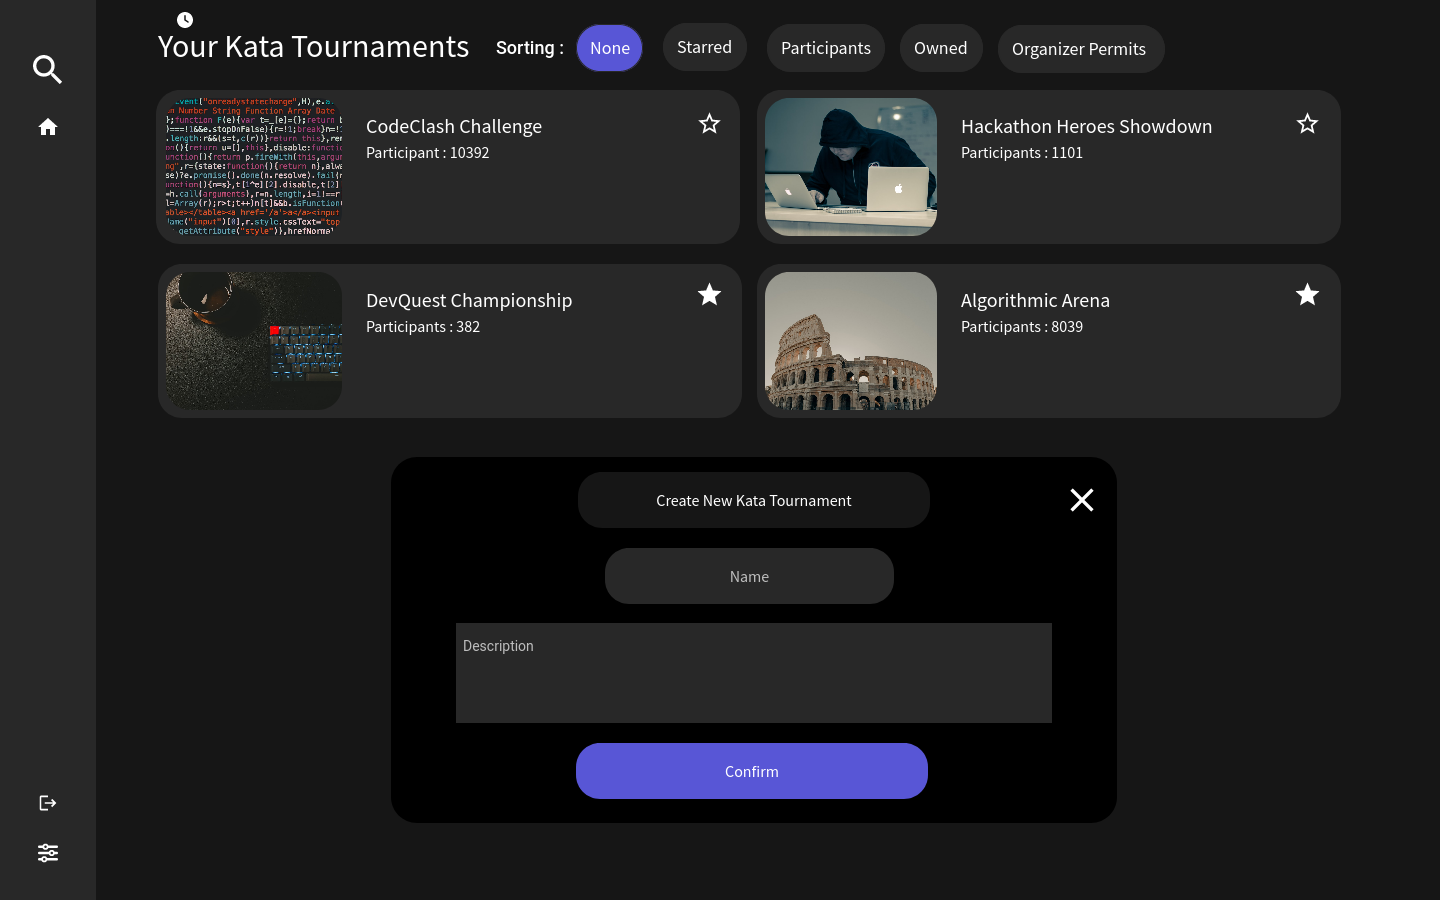 Your Kata Tournaments
Sorting :
None
Starred
Participants
Owned
Organizer Permits
CodeClash Challenge
Participant : 10392
Hackathon Heroes Showdown
Participants : 1101
DevQuest Championship
Participants : 382
Algorithmic Arena
Participants : 8039
Create New Kata Tournament
Name
Description
Confirm